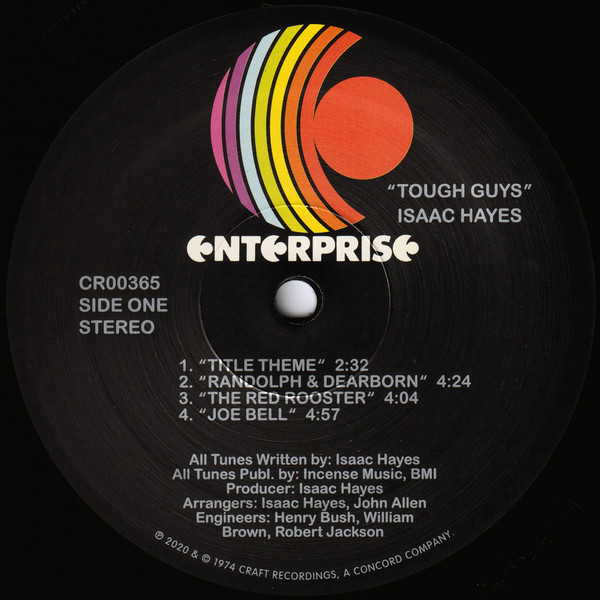 "TOUGH GUYS"
ISAAC HAYES
ENTERPRISE
CR00365
SIDE ONE
STEREO
1. "TITLE THEME" 2:32
2. "RANDOLPH & DEARBORN" 4:24
3. "THE RED ROOSTER" 4:04
4. "JOE BELL" 4:57
All Tunes Written by: Isaac Hayes
All Tunes Publ. by: Incense Music, BMI
Producer: Isaac Hayes
Arrangers: Isaac Hayes, John Allen
Engineers: Henry Bush, William
Brown, Robert Jackson
℗ 2020 & © 1974 CRAFT RECORDINGS, A CONCORD COMPANY.